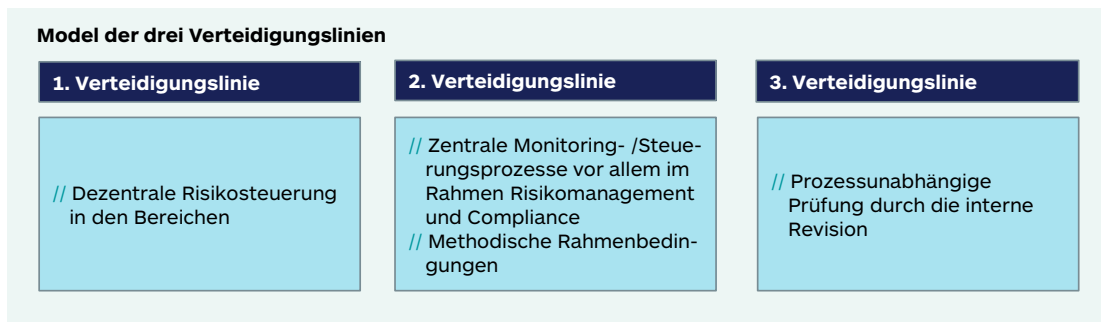 Model der drei Verteidigungslinien
1. Verteidigungslinie
// Dezentrale Risikosteuerung
in den Bereichen
2. Verteidigungslinie
// Zentrale Monitoring- /Steue-
rungsprozesse vor allem im
Rahmen Risikomanagement
und Compliance
// Methodische Rahmenbedin-
gungen
3. Verteidigungslinie
// Prozessunabhängige
Prüfung durch die interne
Revision